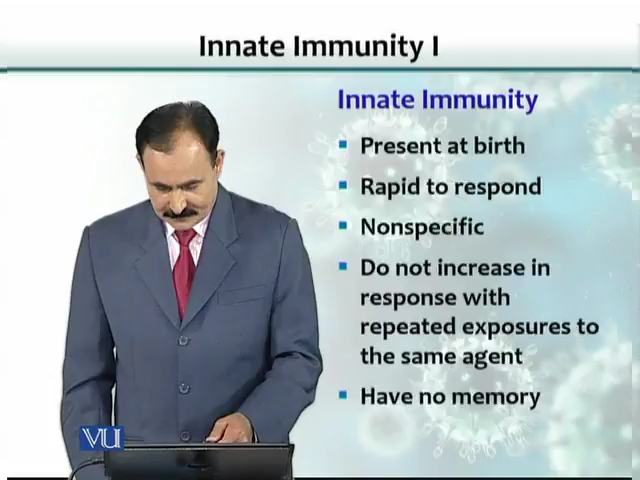 Innate Immunity I
Innate Immunity
Present at birth
Rapid to respond
Nonspecific
Do not increase in
response with
repeated exposures to
the same agent
Have no memory
VU